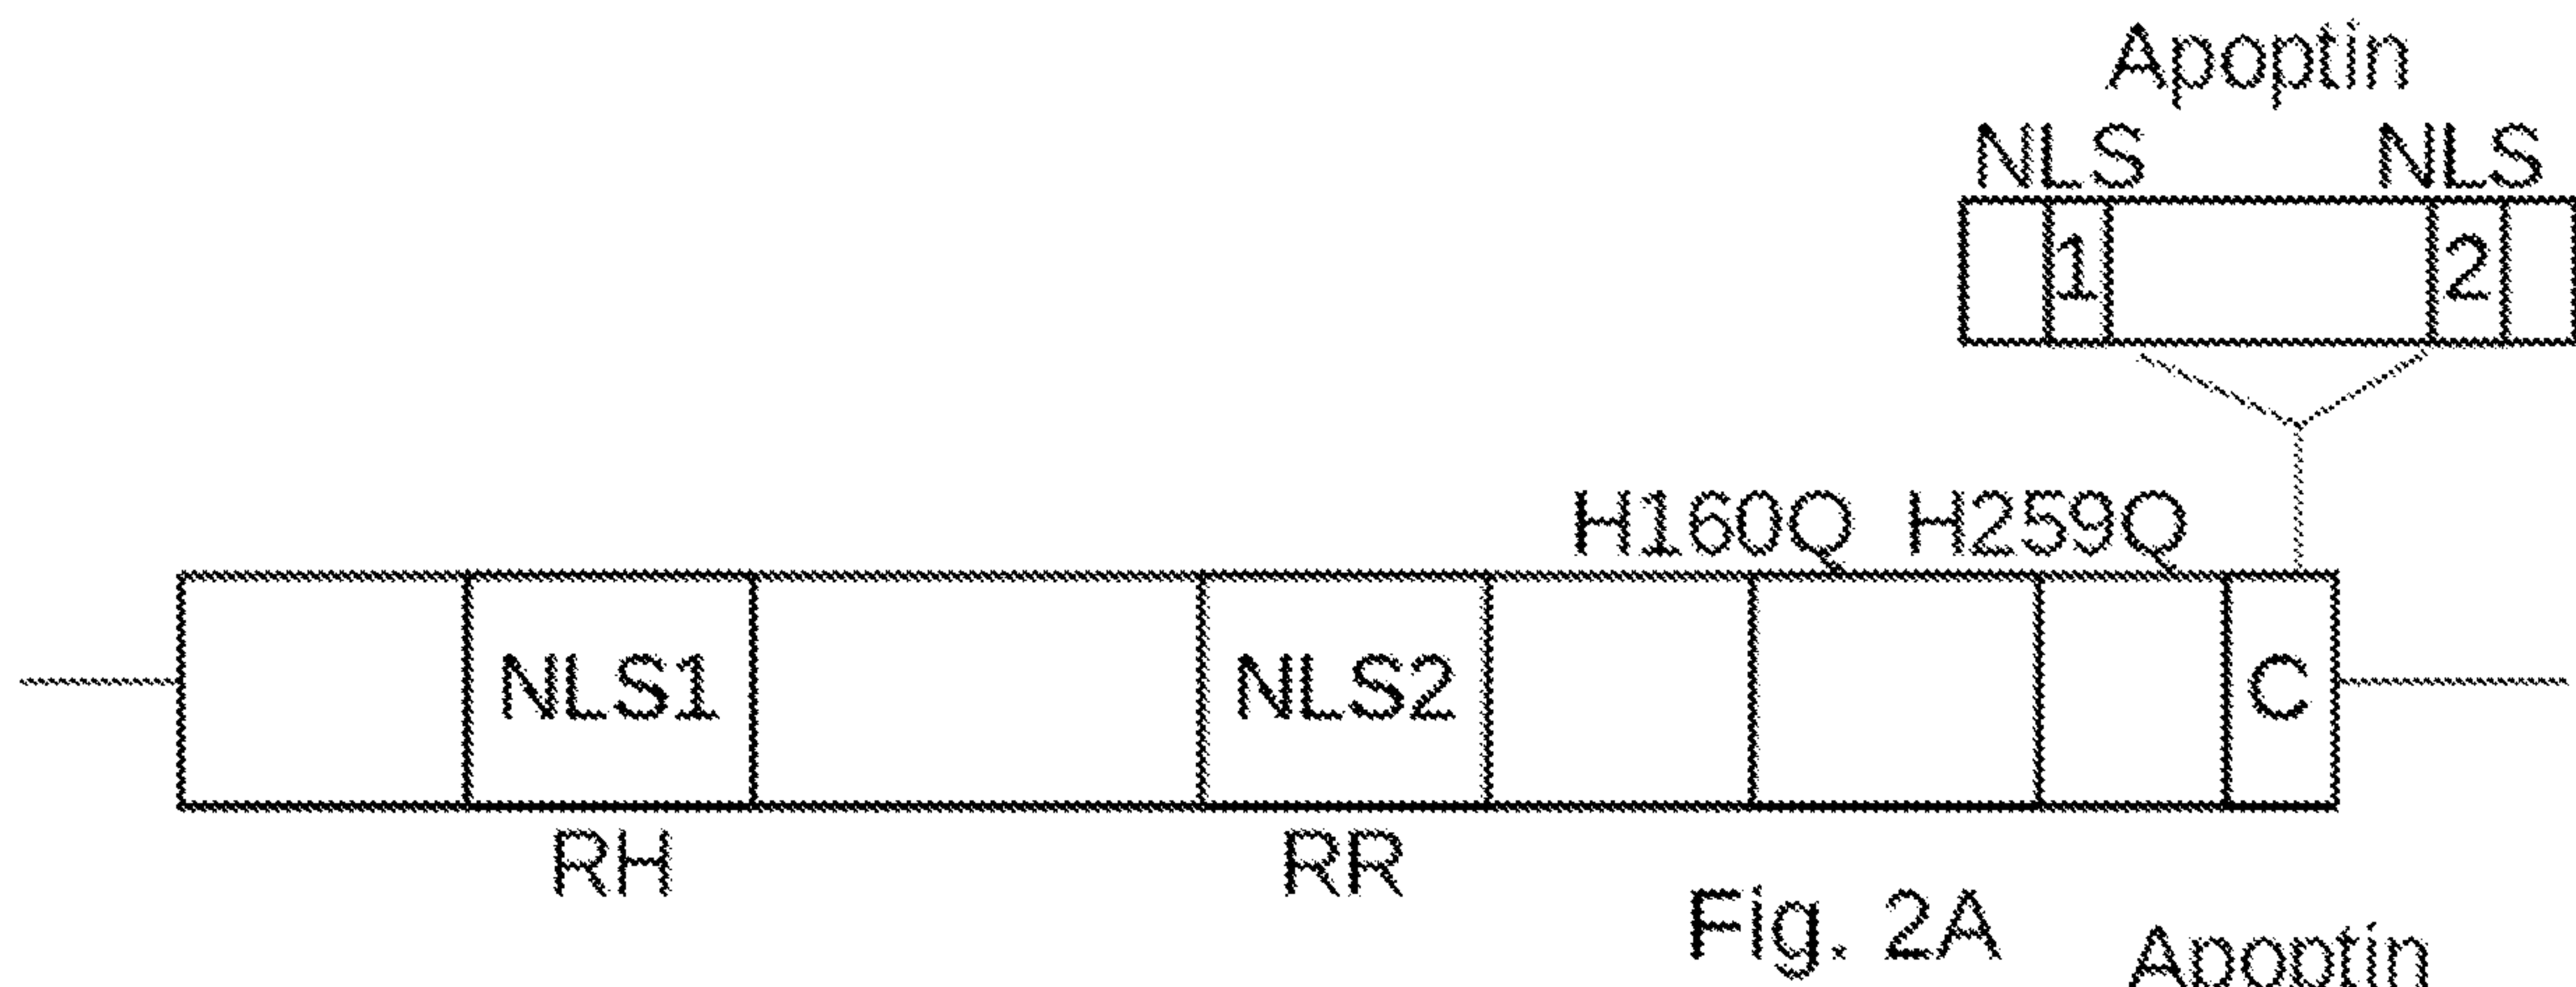 Apoptin
NLS NLS
1 2
H160Q H259Q
NLS1 NLS2 C
RH RR
Fig. 2A
Apoptin